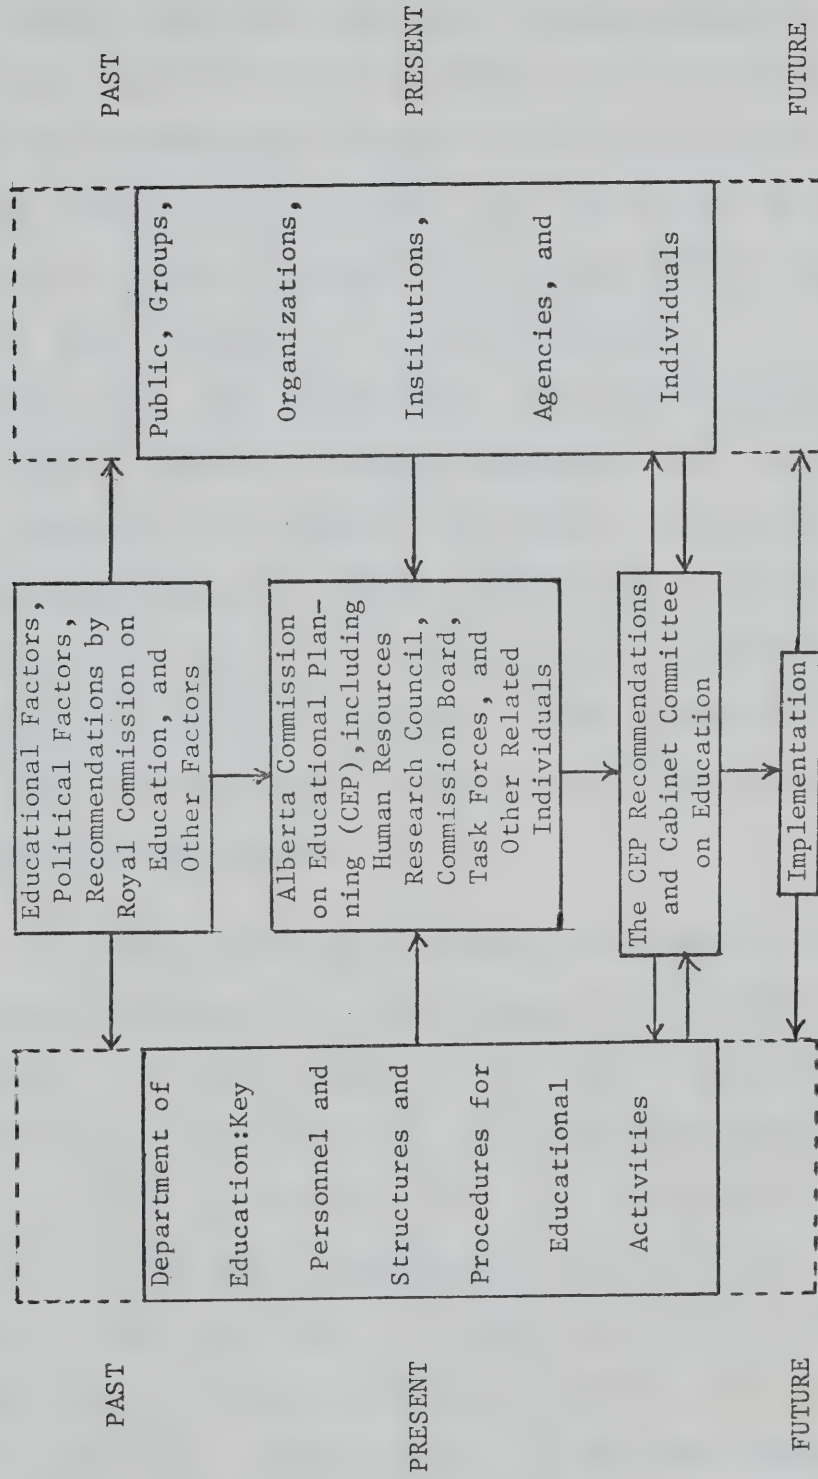 PAST
PRESENT
FUTURE
Department of
Education:Key
Personnel and
Structures and
Procedures for
Educational
Activities
Educational Factors,
Political Factors,
Recommendations by
Royal Commission on
Education, and
Other Factors
Alberta Commission
on Educational Plan-
ning (CEP),including
Human Resources
Research Council,
Commission Board,
Task Forces, and
Other Related
Individuals
The CEP Recommendations
and Cabinet Committee
on Education
Implementation
Public, Groups,
Organizations,
Institutions,
Agencies, and
Individuals
PAST
PRESENT
FUTURE